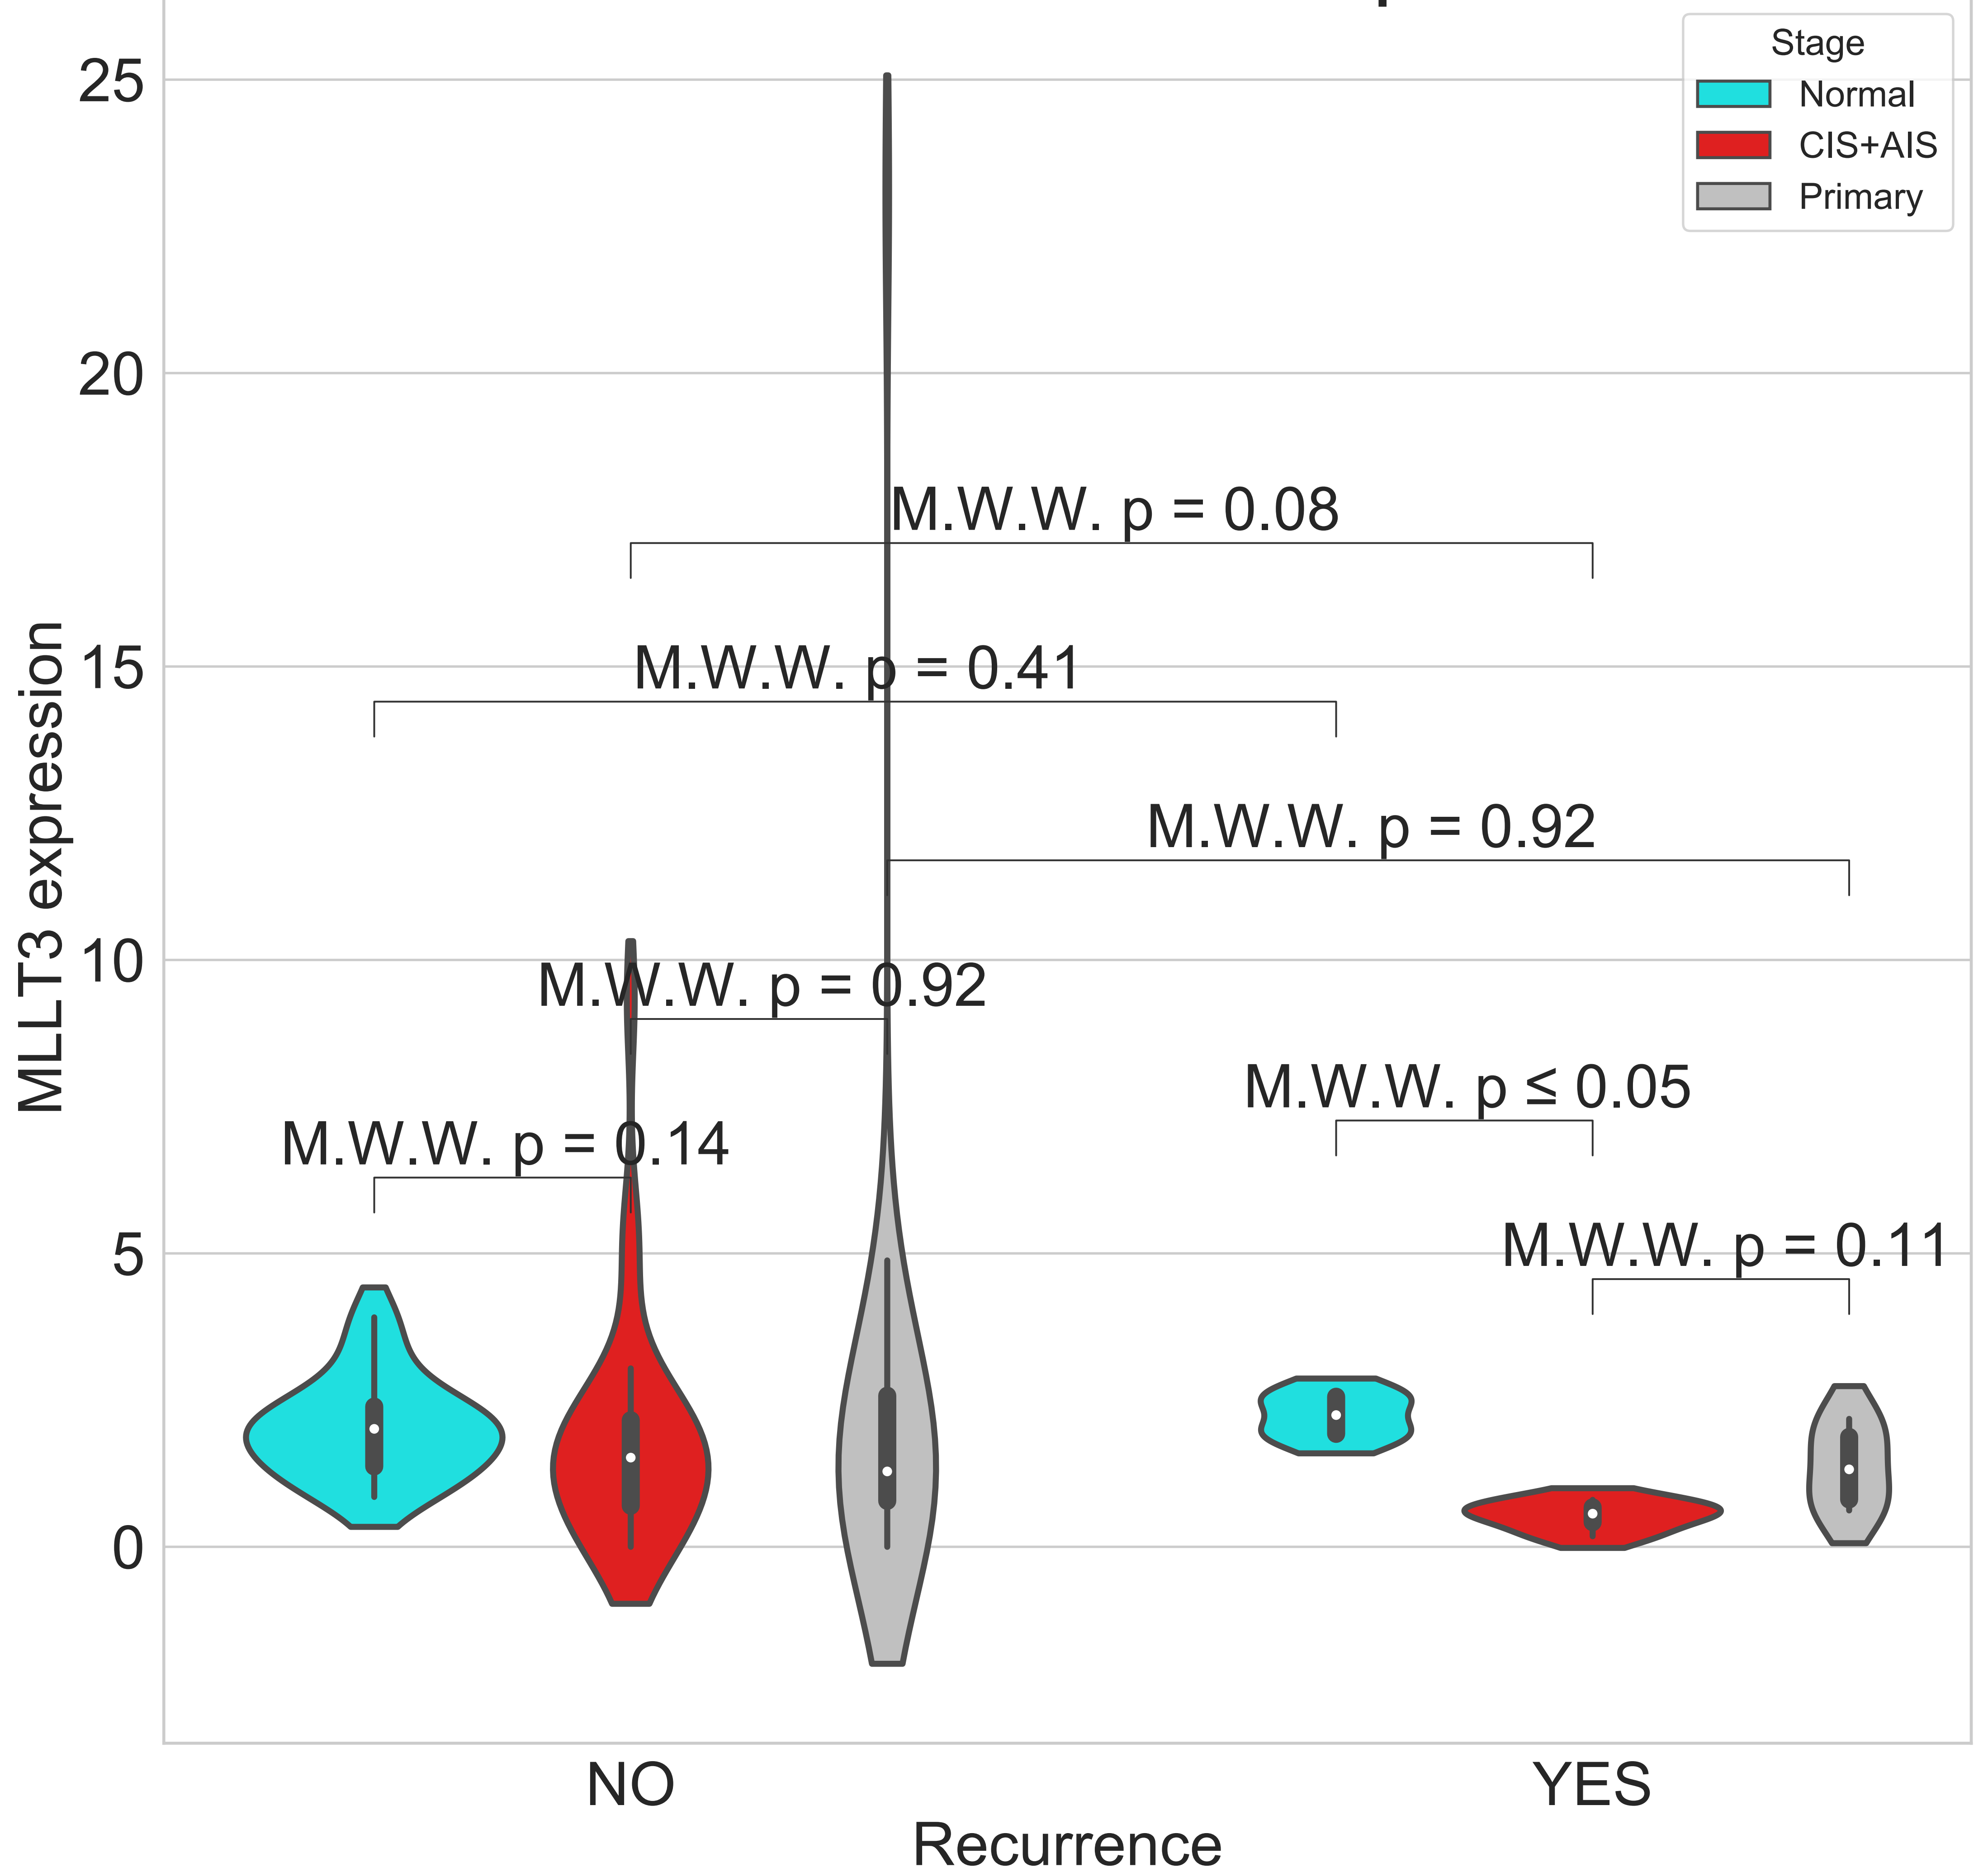 Stage
Normal
CIS+AIS
Primary
25
20
15
10
5
0
MLLT3 expression
M.W.W. p = 0.08
M.W.W. p = 0.41
M.W.W. p = 0.92
M.W.W. p = 0.92
M.W.W. p ≤ 0.05
M.W.W. p = 0.14
M.W.W. p = 0.11
NO
YES
Recurrence